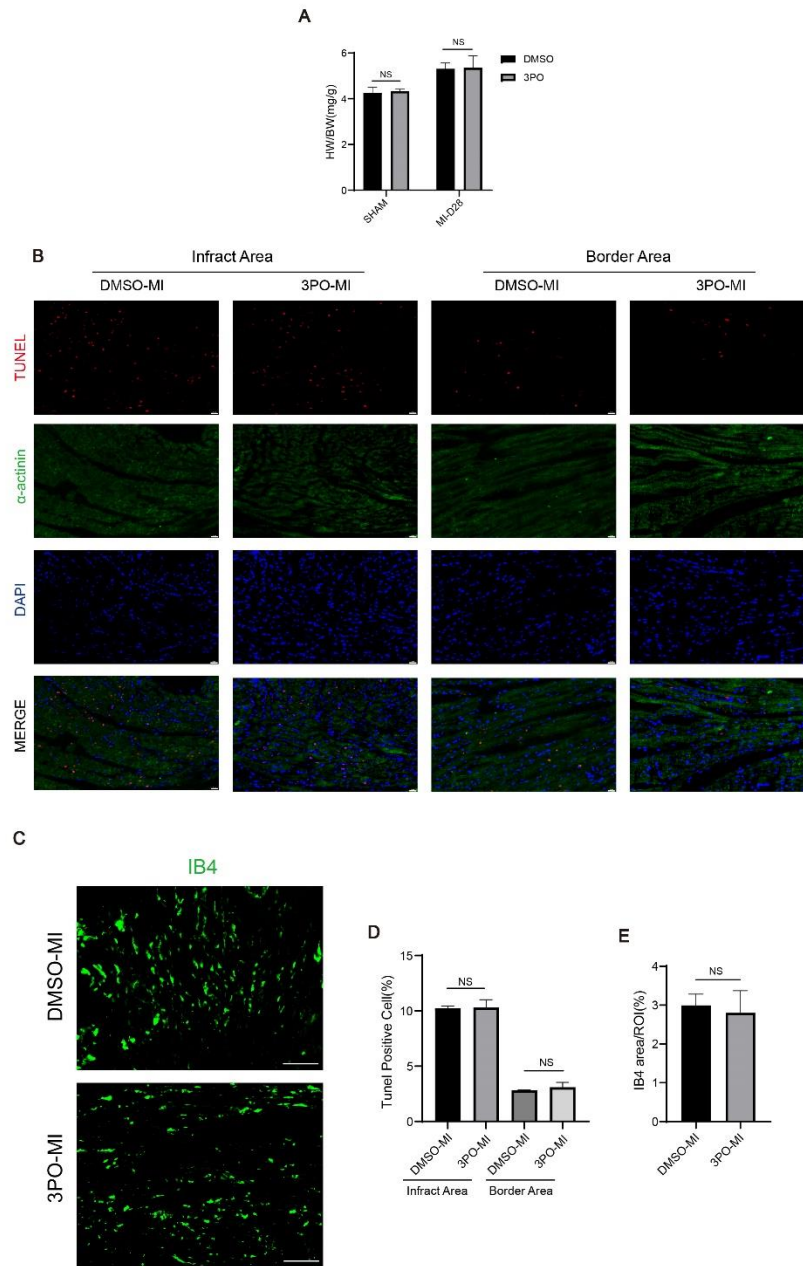 A
NS
NS
DMSO
3PO
HW/BW(mg/g)
6
4
2
0
SHAM
MI-D28
B
Infract Area
Border Area
DMSO-MI
3PO-MI
DMSO-MI
3PO-MI
TUNEL
α-actinin
DAPI
MERGE
C
IB4
DMSO-MI
3PO-MI
D
Tunel Positive Cell(%)
15
10
5
0
NS
NS
DMSO-MI
3PO-MI
DMSO-MI
3PO-MI
Infract Area
Border Area
E
IB4 area/ROI(%)
4
3
2
1
0
NS
DMSO-MI
3PO-MI